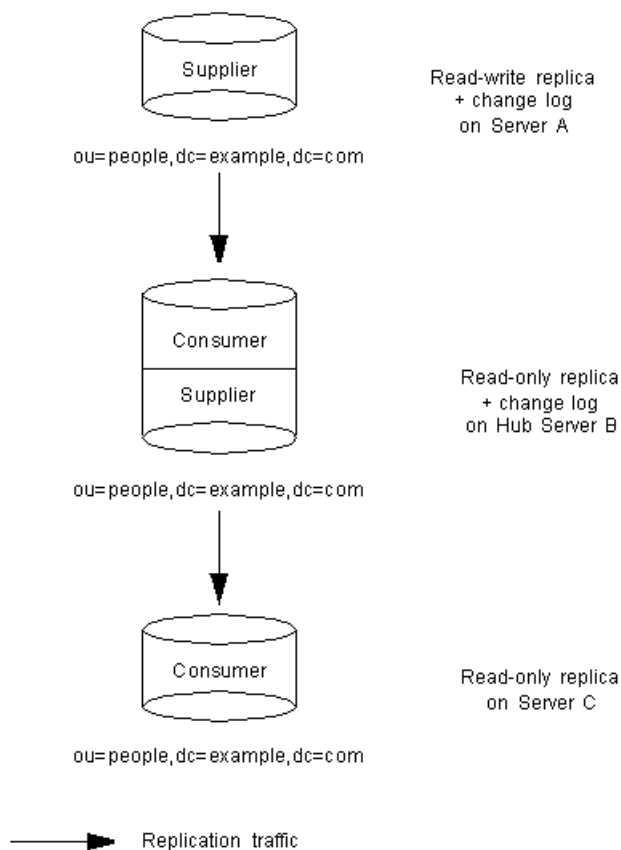 Supplier
Read-write replica
+ change log
on Server A
ou=people,dc=example,dc=com
Consumer
Supplier
Read-only replica
+ change log
on Hub Server B
ou=people,dc=example,dc=com
Consumer
Read-only replica
on Server C
ou=people,dc=example,dc=com
Replication traffic